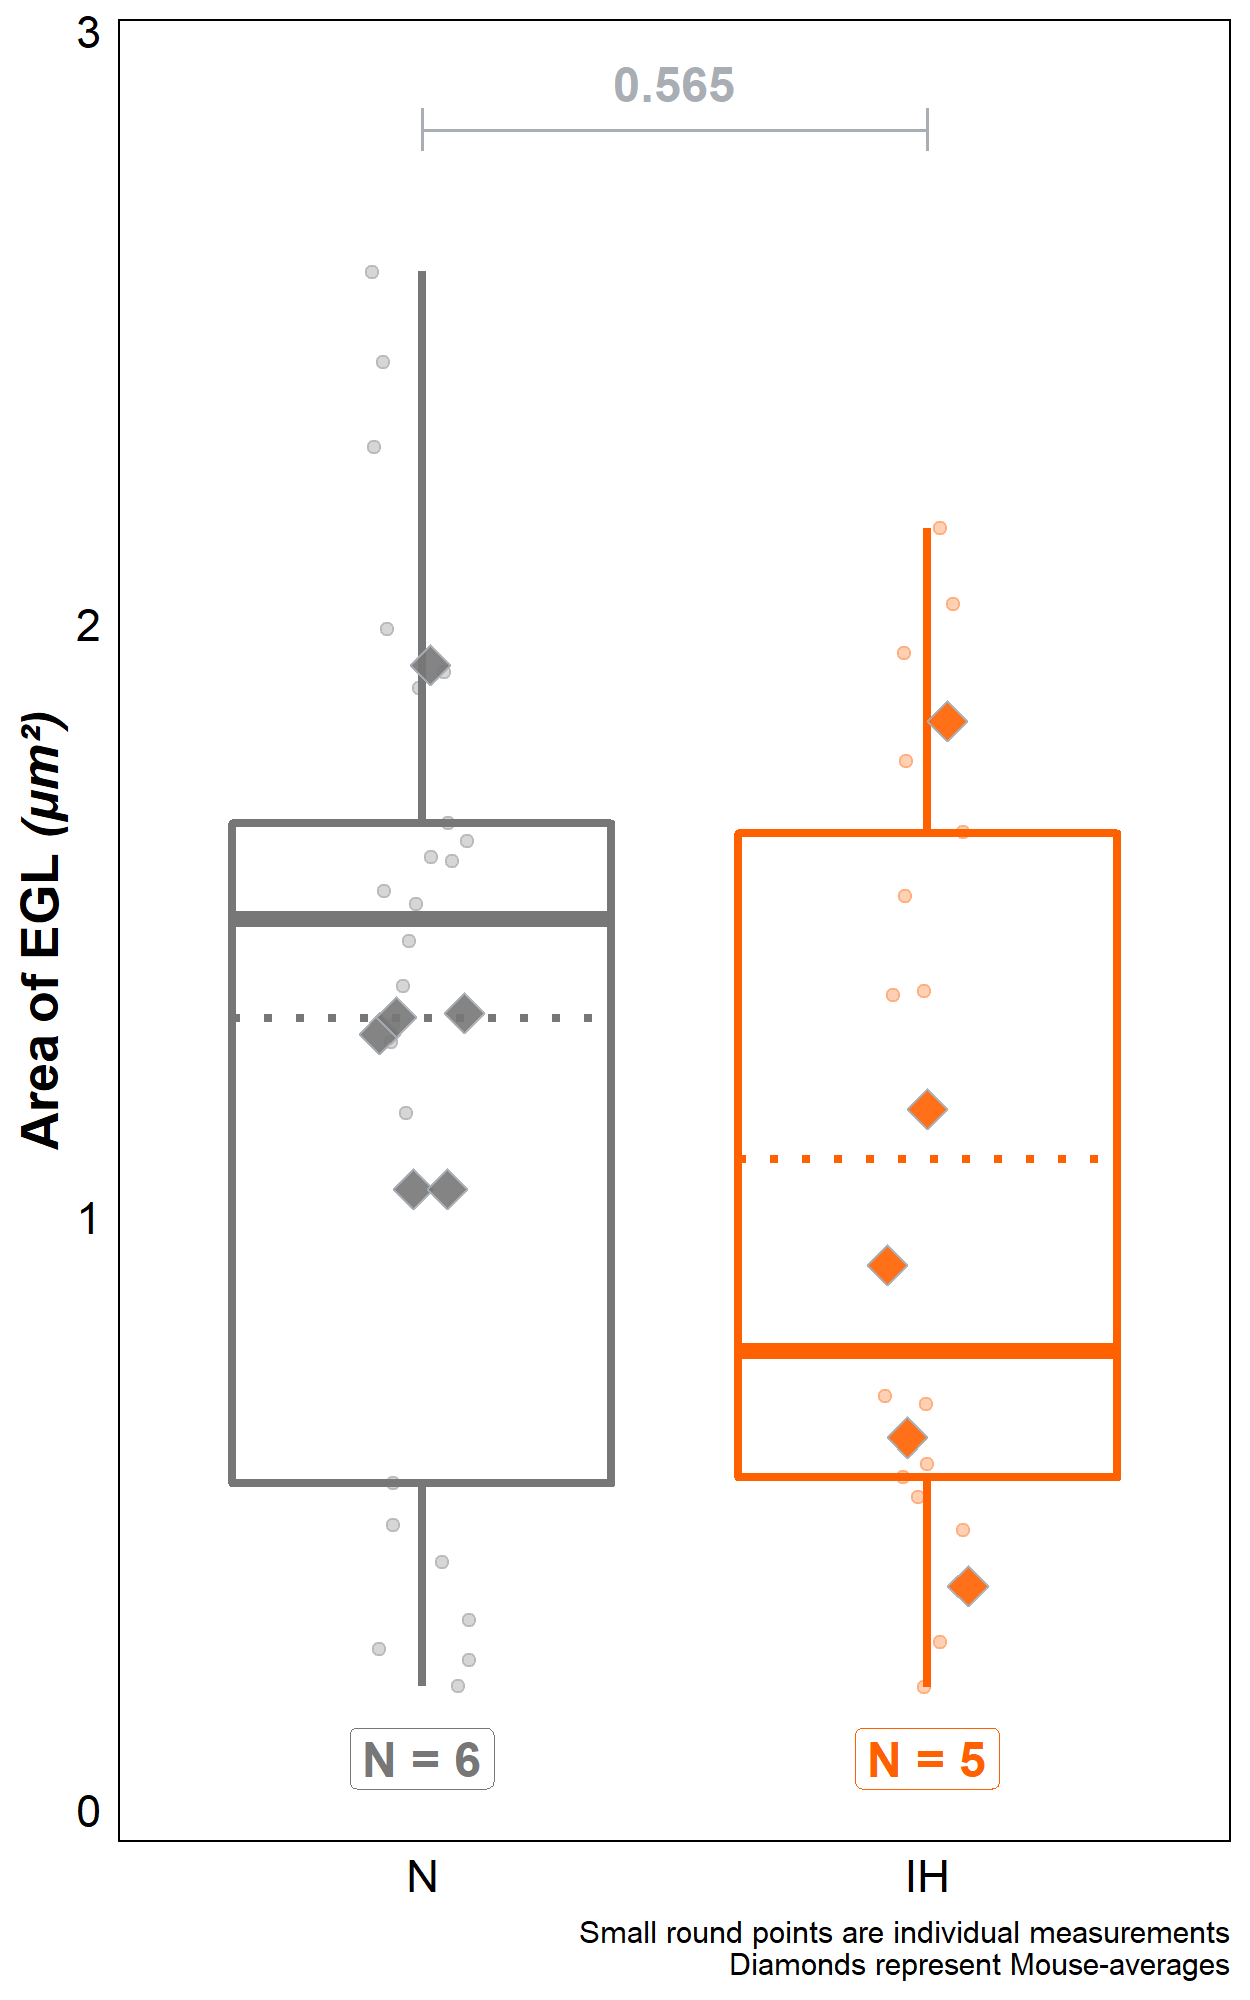 3
0.565
2
Area of EGL (µm²)
1
N = 6
N = 5
0
N
IH
Small round points are individual measurements
Diamonds represent Mouse-averages